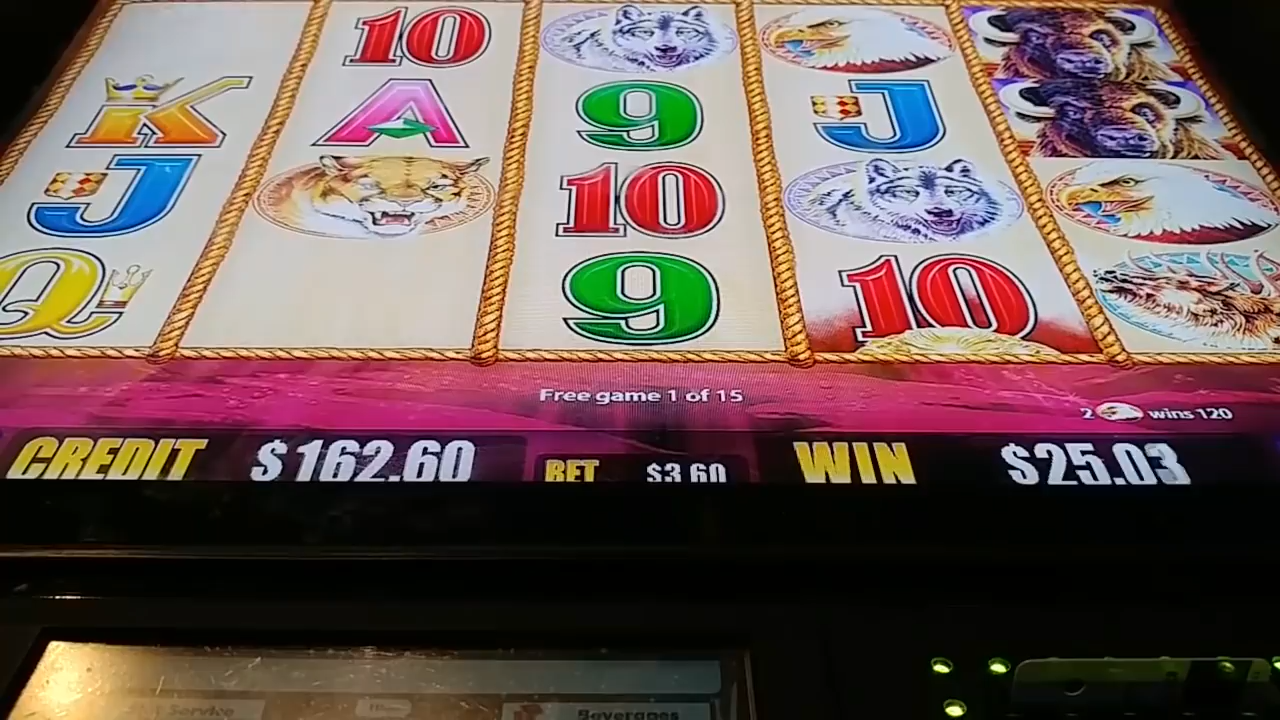 10
K A 9 J
J 10
Q 9 10
Free game 1 of 15
2 wins 120
CREDIT $162.60 BET $3.60 WIN $25.03
Service Beverages